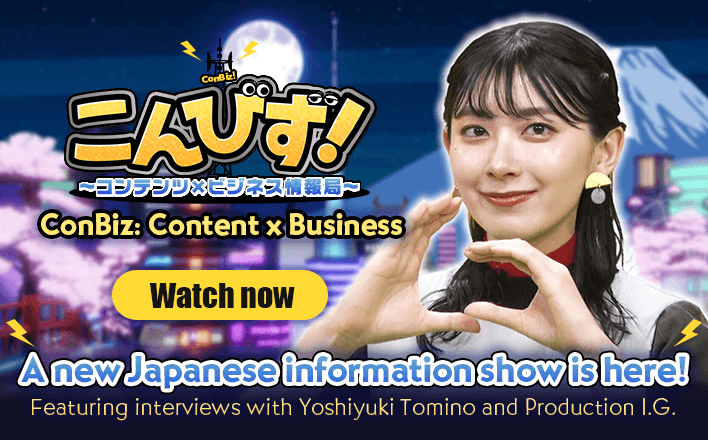 ConBiz!
こんびず!
～コンテンツ×ビジネス情報局～
ConBiz: Content x Business
Watch now
A new Japanese information show is here!
Featuring interviews with Yoshiyuki Tomino and Production I.G.